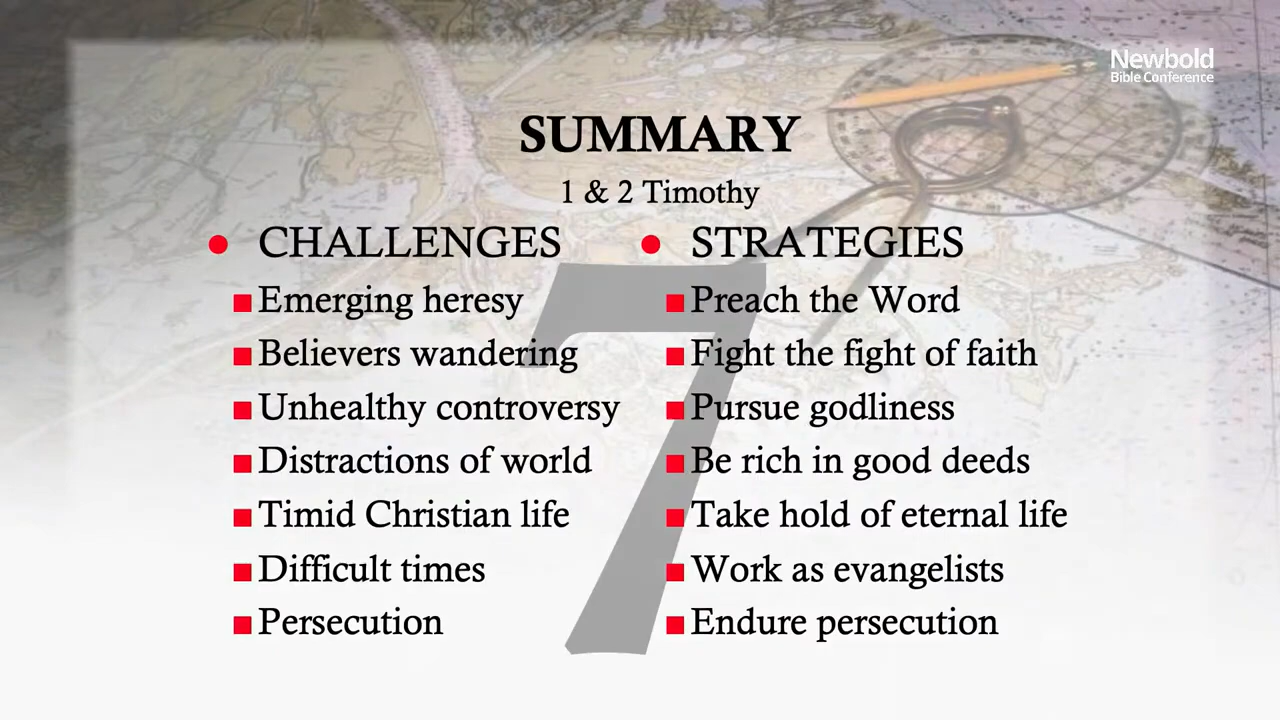 Newbold
Bible Conference
SUMMARY
1 & 2 Timothy
CHALLENGES
Emerging heresy
Believers wandering
Unhealthy controversy
Distractions of world
Timid Christian life
Difficult times
Persecution
STRATEGIES
Preach the Word
Fight the fight of faith
Pursue godliness
Be rich in good deeds
Take hold of eternal life
Work as evangelists
Endure persecution
7